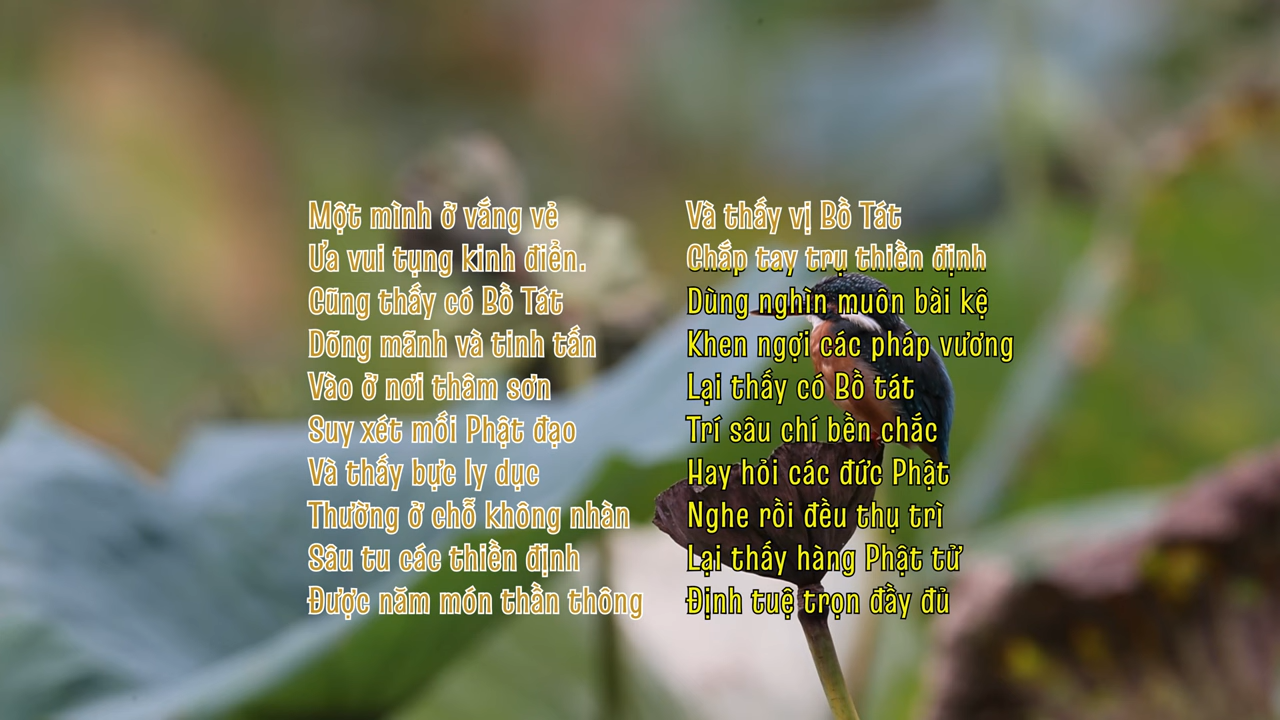 Một mình ở vắng vẻ
Ưa vui tụng kinh điển.
Cũng thấy có Bồ Tát
Dõng mãnh và tinh tấn
Vào ở nơi thâm sơn
Suy xét mối Phật đạo
Và thấy bực ly dục
Thường ở chỗ không nhàn
Sâu tu các thiền định
Được năm món thần thông
Và thấy vị Bồ Tát
Chắp tay trụ thiền định
Dùng nghìn muôn bài kệ
Khen ngợi các pháp vương
Lại thấy có Bồ tát
Trí sâu chí bền chắc
Hay hỏi các đức Phật
Nghe rồi đều thụ trì
Lại thấy hàng Phật tử
Định tuệ trọn đầy đủ